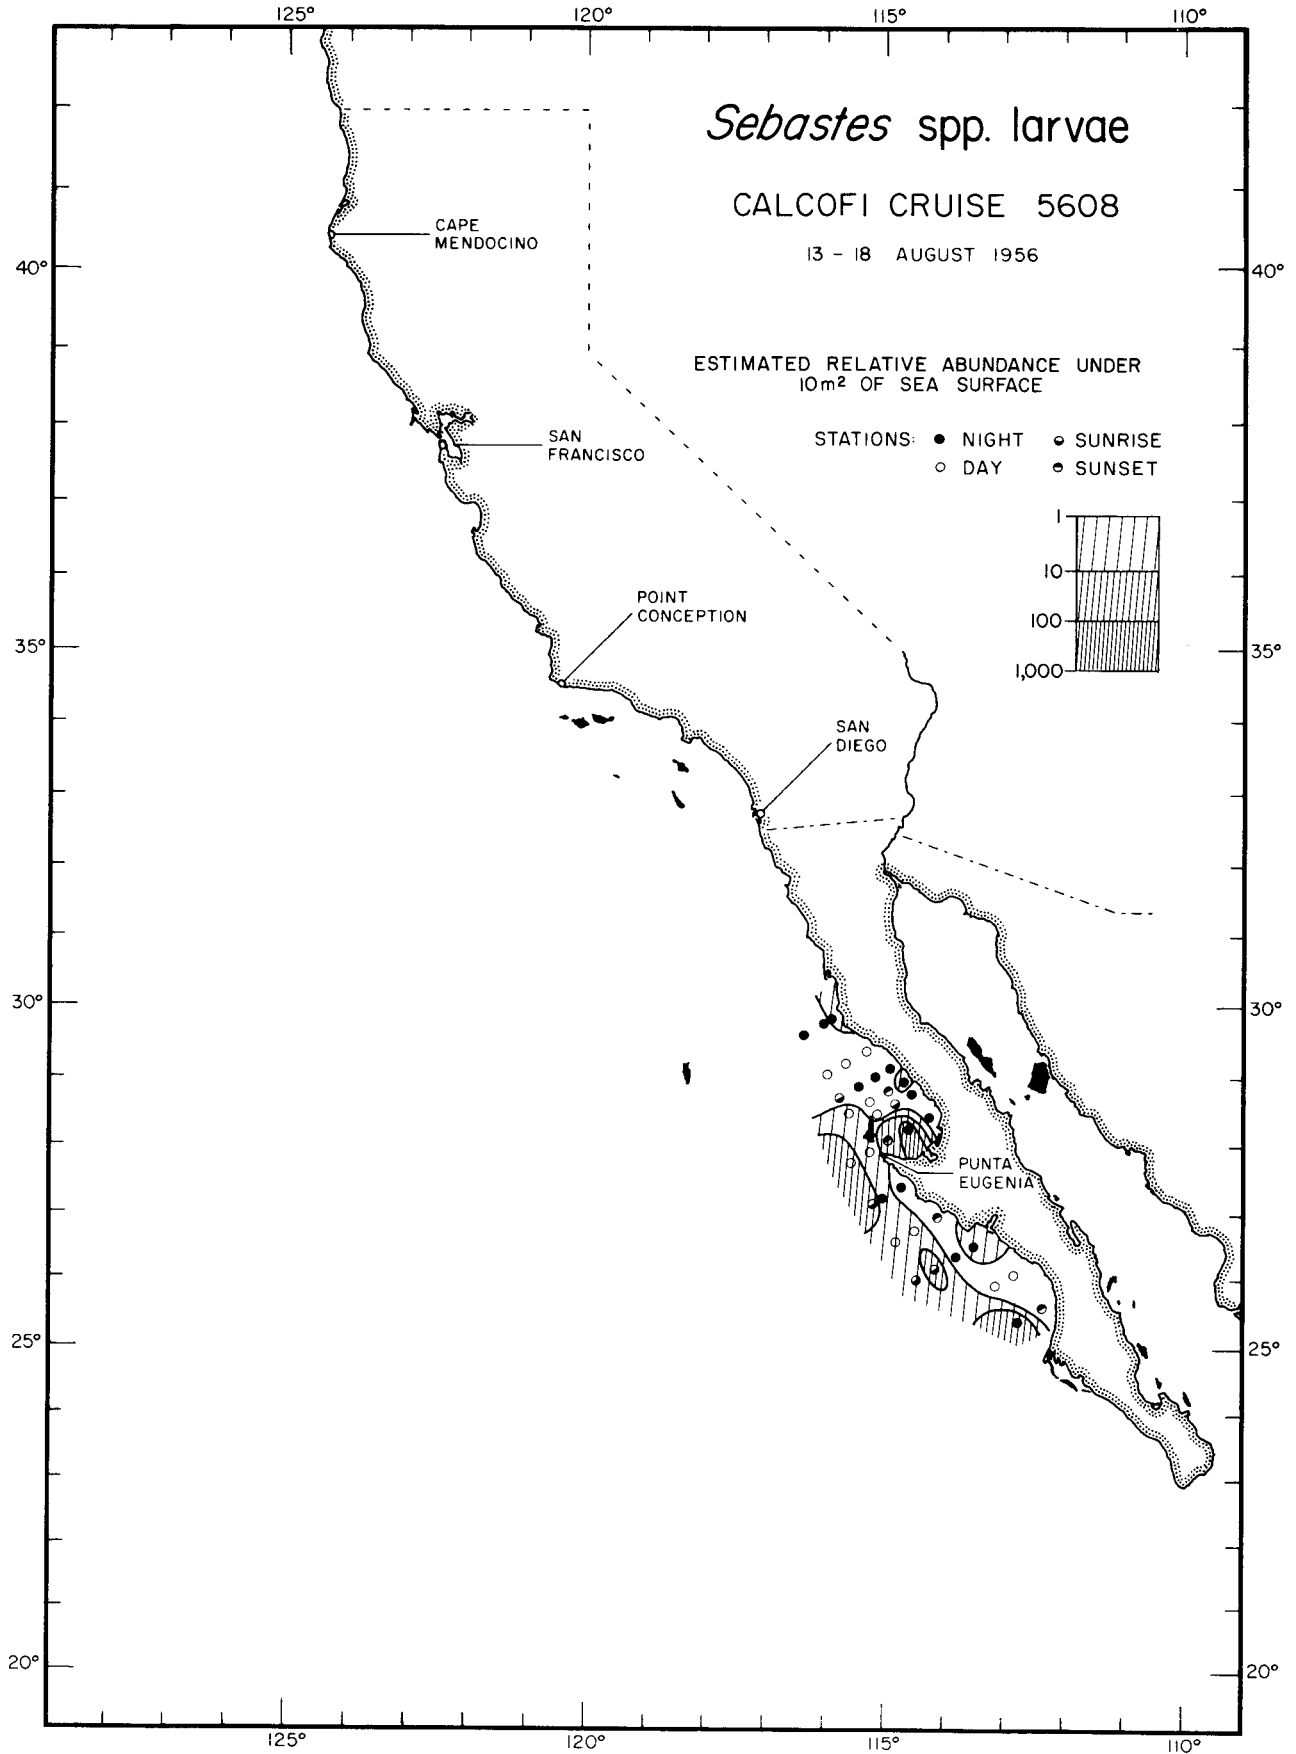 125° 120° 115° 110°
Sebastes spp. larvae
CALCOFI CRUISE 5608
13 – 18 AUGUST 1956
CAPE
MENDOCINO
40° 40°
ESTIMATED RELATIVE ABUNDANCE UNDER
10m² OF SEA SURFACE
STATIONS: NIGHT SUNRISE
DAY SUNSET
SAN
FRANCISCO
1
10
100
1,000
POINT
CONCEPTION
35° 35°
SAN
DIEGO
30° 30°
PUNTA
EUGENIA
25° 25°
20° 20°
125° 120° 115° 110°